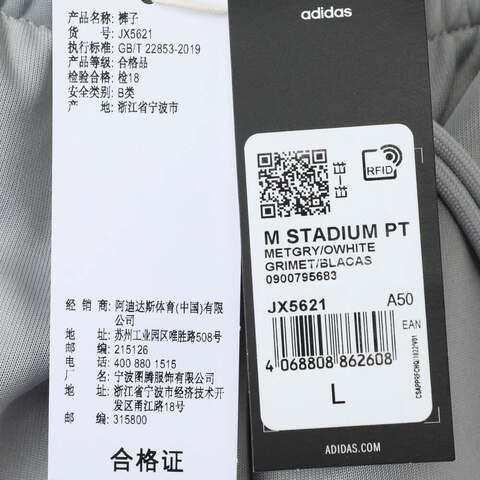 产品名称: 裤子
货 号: JX5621
执行标准: GB/T 22853-2019
产品等级: 合格品
检验合格: 检18
安全类别: B类
产 地: 浙江省宁波市
经 销 商: 阿迪达斯体育(中国)有限
公司
地 址: 苏州工业园区唯胜路508号
邮 编: 215126
电 话: 400 880 1515
厂 名: 宁波图腾服饰有限公司
地 址: 浙江省宁波市经济技术开
发区甬江路18号
邮 编: 315800
合格证
adidas
RFID
M STADIUM PT
METGRY/OWHITE
GRIMET/BLACAS
0900795683
JX5621 A50
EAN
4 068808 862608
L
ADIDAS.COM